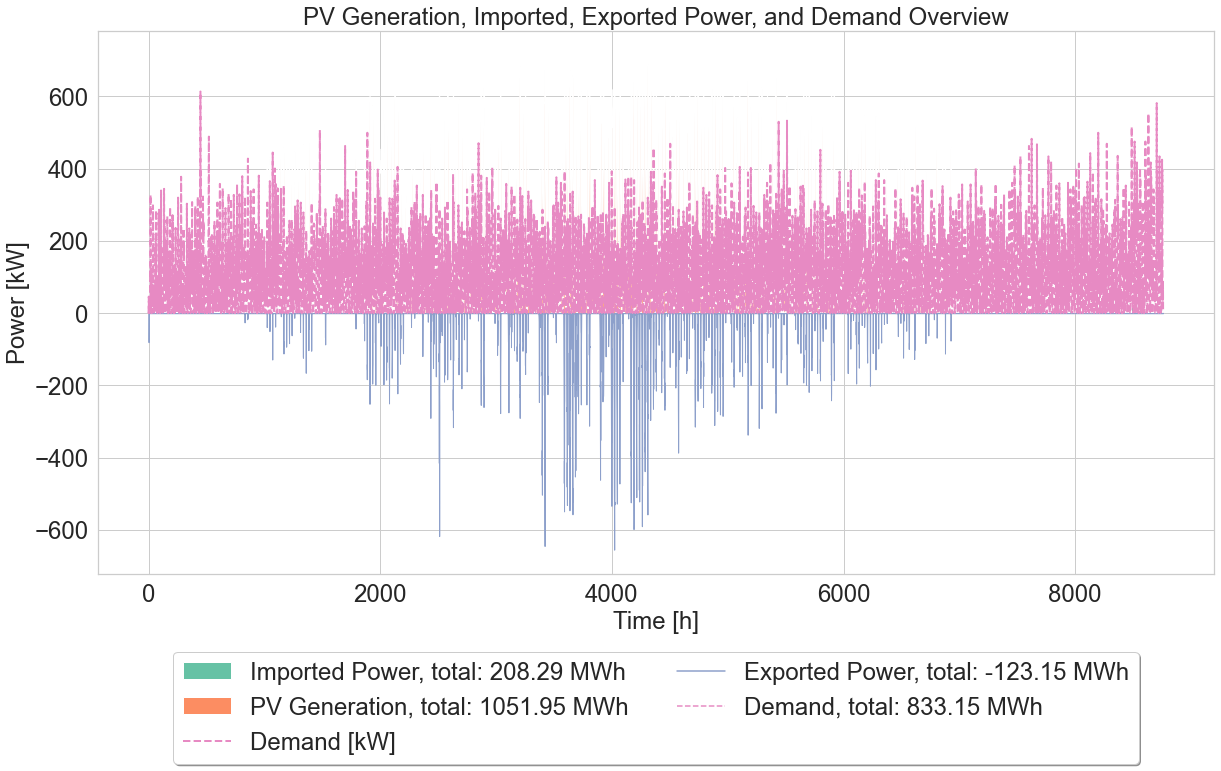 PV Generation, Imported, Exported Power, and Demand Overview
Power [kW]
600
400
200
0
−200
−400
−600
0 2000 4000 6000 8000
Time [h]
Imported Power, total: 208.29 MWh
PV Generation, total: 1051.95 MWh
Demand [kW]
Exported Power, total: -123.15 MWh
Demand, total: 833.15 MWh